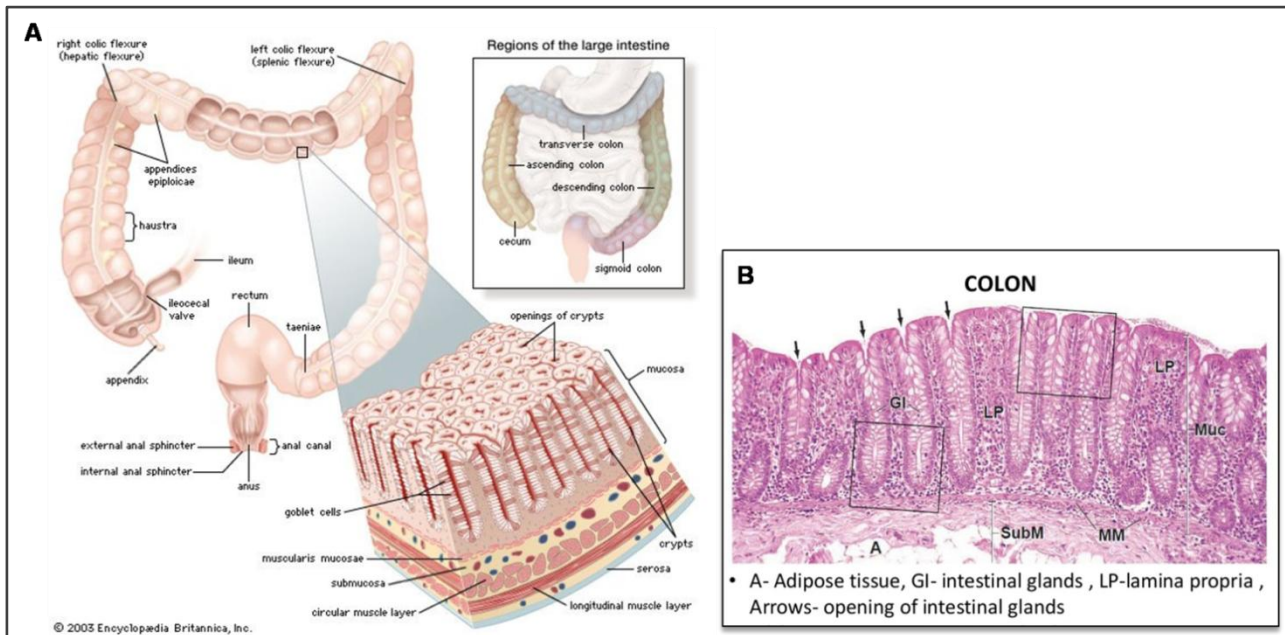 A
right colic flexure
(hepatic flexure)
left colic flexure
(splenic flexure)
appendices
epiploicae
haustra
ileum
ileocecal
valve
rectum
taeniae
appendix
external anal sphincter
anal canal
internal anal sphincter
anus
Regions of the large intestine
transverse colon
ascending colon
descending colon
cecum
sigmoid colon
openings of crypts
mucosa
goblet cells
crypts
muscularis mucosae
serosa
submucosa
circular muscle layer
longitudinal muscle layer
© 2003 Encyclopædia Britannica, Inc.
B
COLON
LP
GI
LP
Muc
SubM
MM
A
• A- Adipose tissue, GI- intestinal glands , LP-lamina propria ,
Arrows- opening of intestinal glands